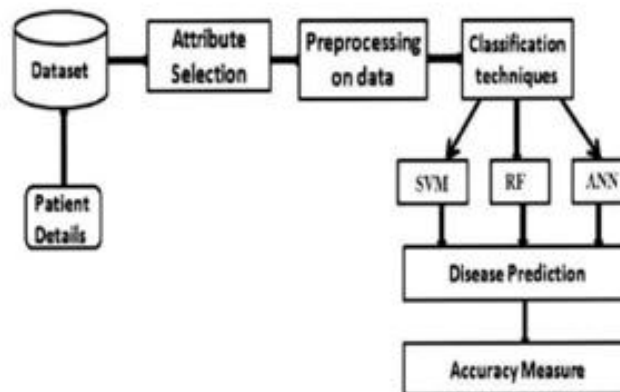 Dataset
Attribute
Selection
Preprocessing
on data
Classification
techniques
Patient
Details
SVM
RF
ANN
Disease Prediction
Accuracy Measure